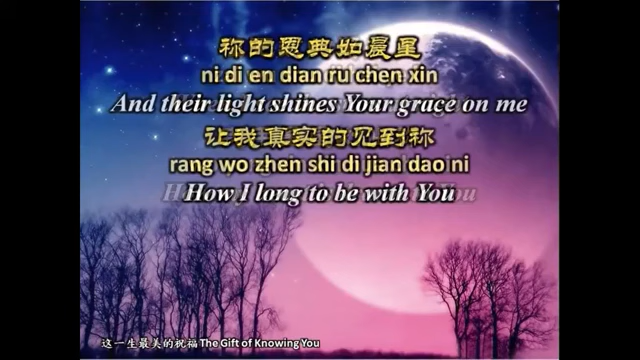 祢的恩典如晨星
ni di en dian ru chen xin
And their light shines Your grace on me
让我真实的见到祢
rang wo zhen shi di jian dao ni
How I long to be with You
这一生最美的祝福 The Gift of Knowing You